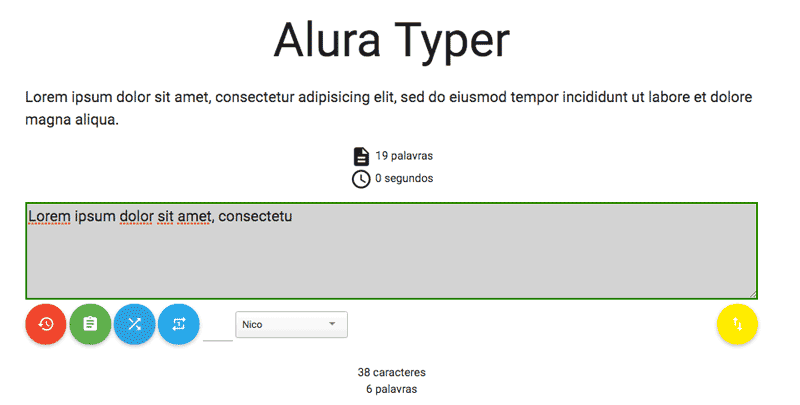 Alura Typer
Lorem ipsum dolor sit amet, consectetur adipisicing elit, sed do eiusmod tempor incididunt ut labore et dolore
magna aliqua.
19 palavras
0 segundos
Lorem ipsum dolor sit amet, consectetu
1
Nico
38 caracteres
6 palavras